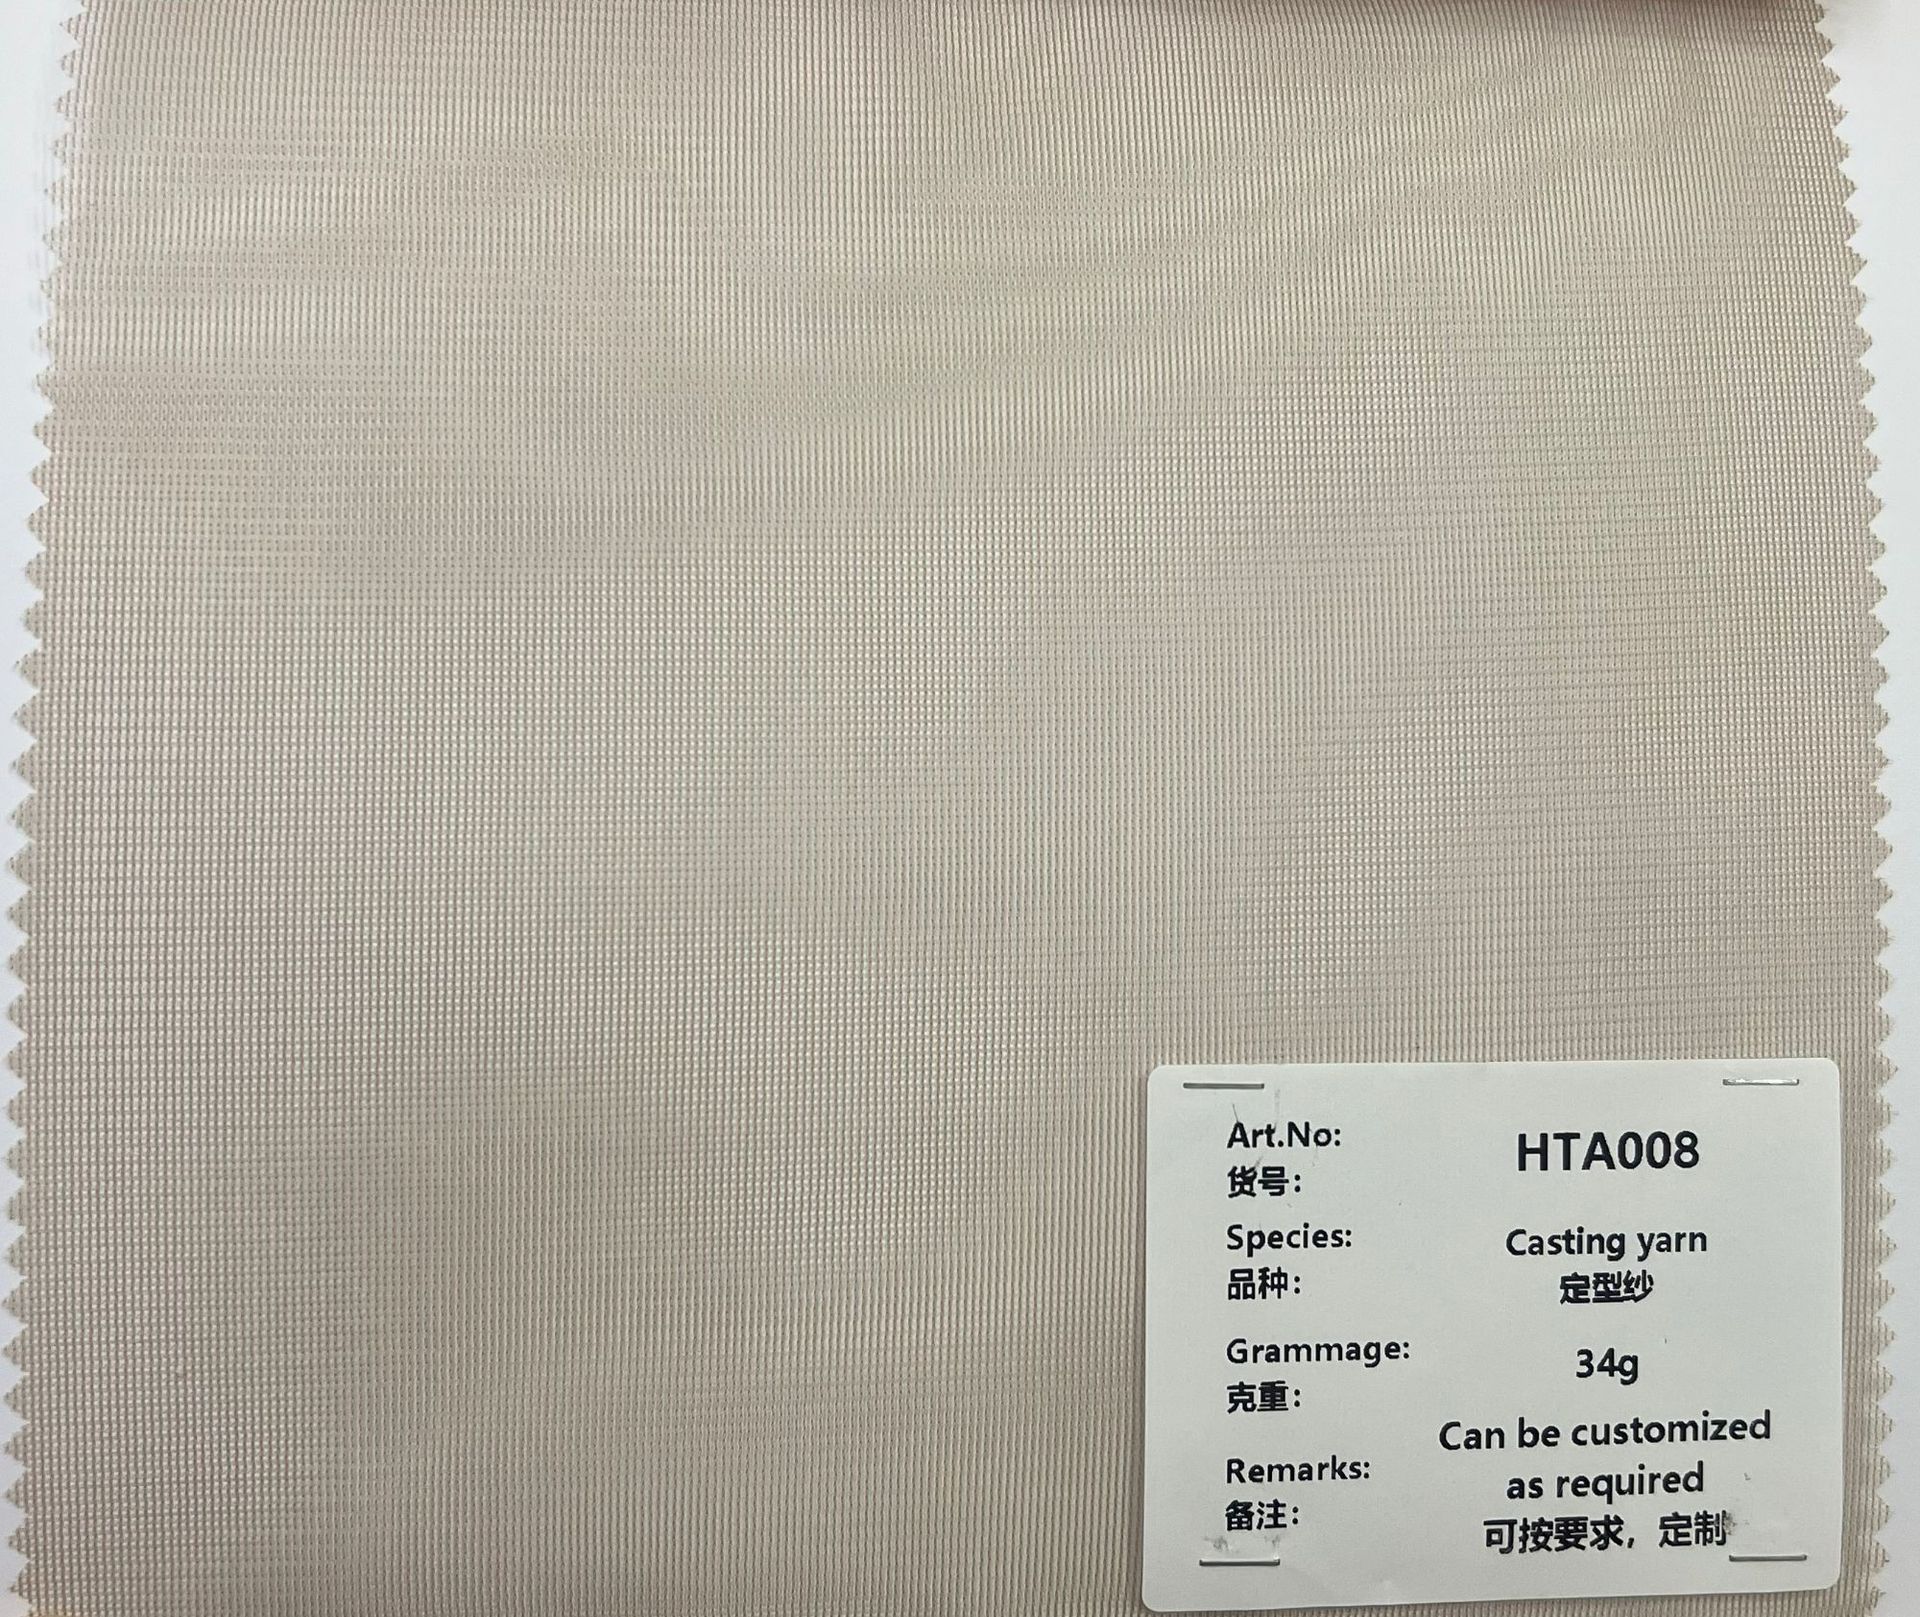 Art.No: HTA008
货号：
Species: Casting yarn
品种： 定型纱
Grammage: 34g
克重：
Can be customized
Remarks: as required
备注： 可按要求，定制